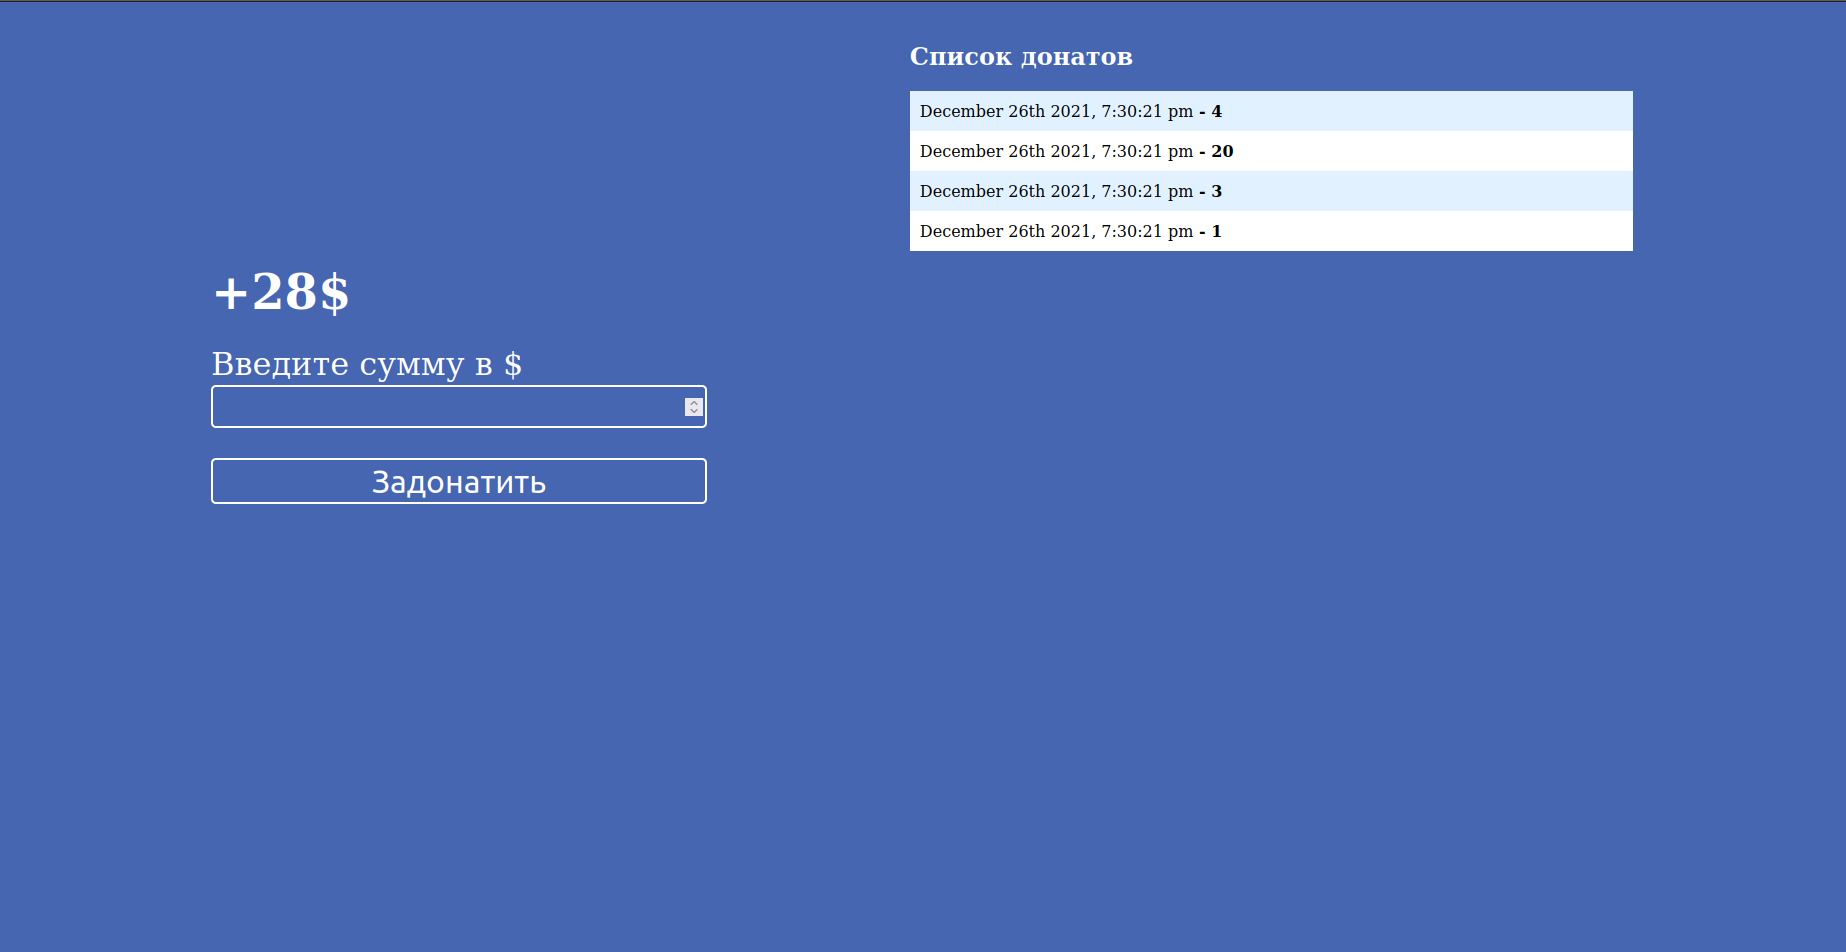 Список донатов
December 26th 2021, 7:30:21 pm - 4
December 26th 2021, 7:30:21 pm - 20
December 26th 2021, 7:30:21 pm - 3
December 26th 2021, 7:30:21 pm - 1
+28$
Введите сумму в $
Задонатить